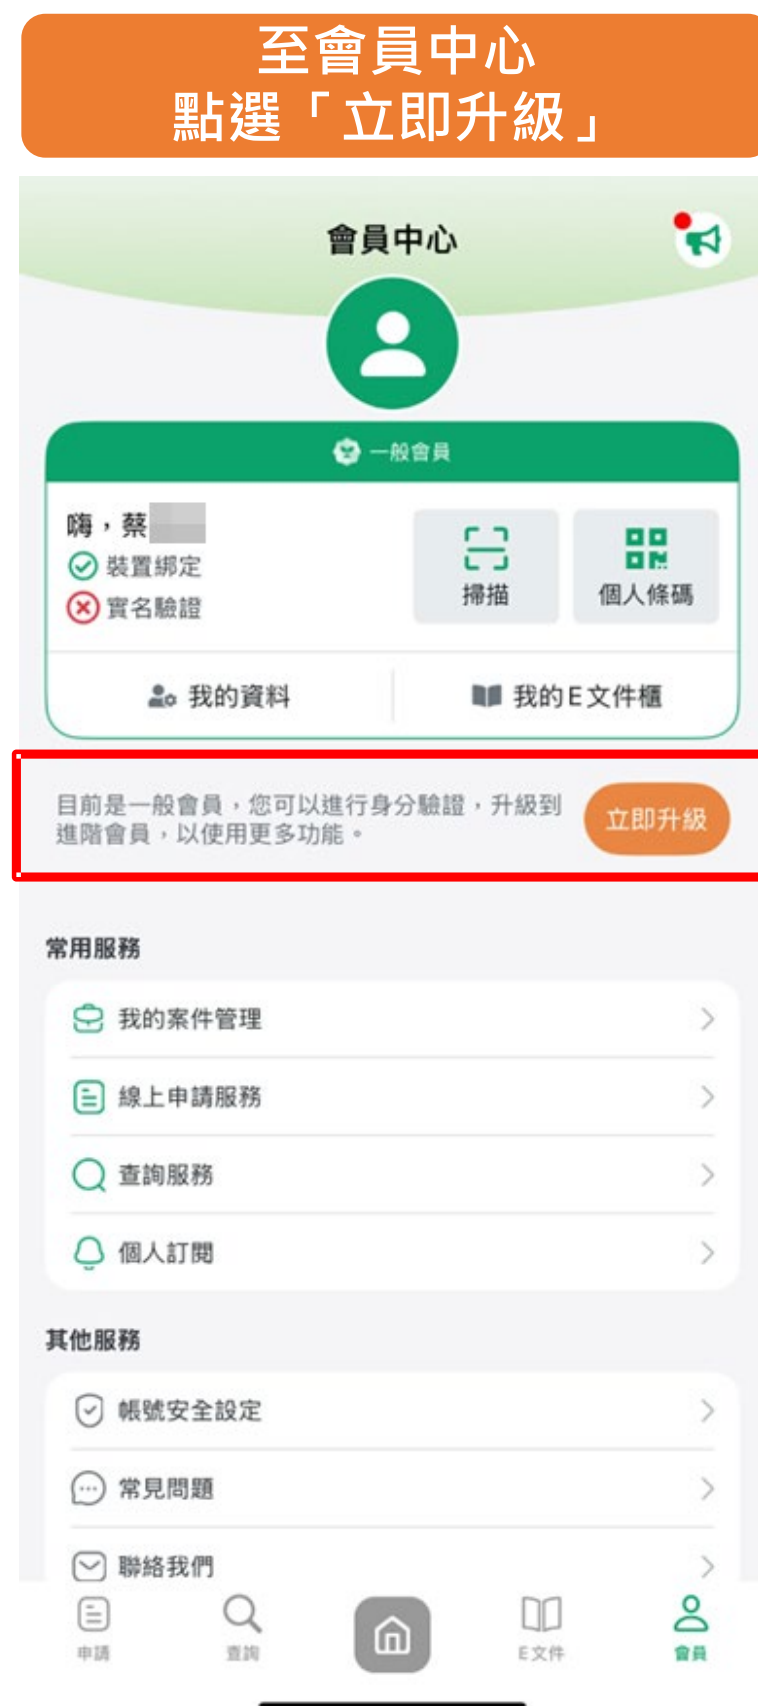 至會員中心
點選「立即升級」
會員中心
一般會員
嗨，蔡
裝置綁定
實名驗證
掃描
個人條碼
我的資料
我的E文件櫃
目前是一般會員，您可以進行身分驗證，升級到
進階會員，以使用更多功能。
立即升級
常用服務
我的案件管理
線上申請服務
查詢服務
個人訂閱
其他服務
帳號安全設定
常見問題
聯絡我們
申請
查詢
E文件
會員